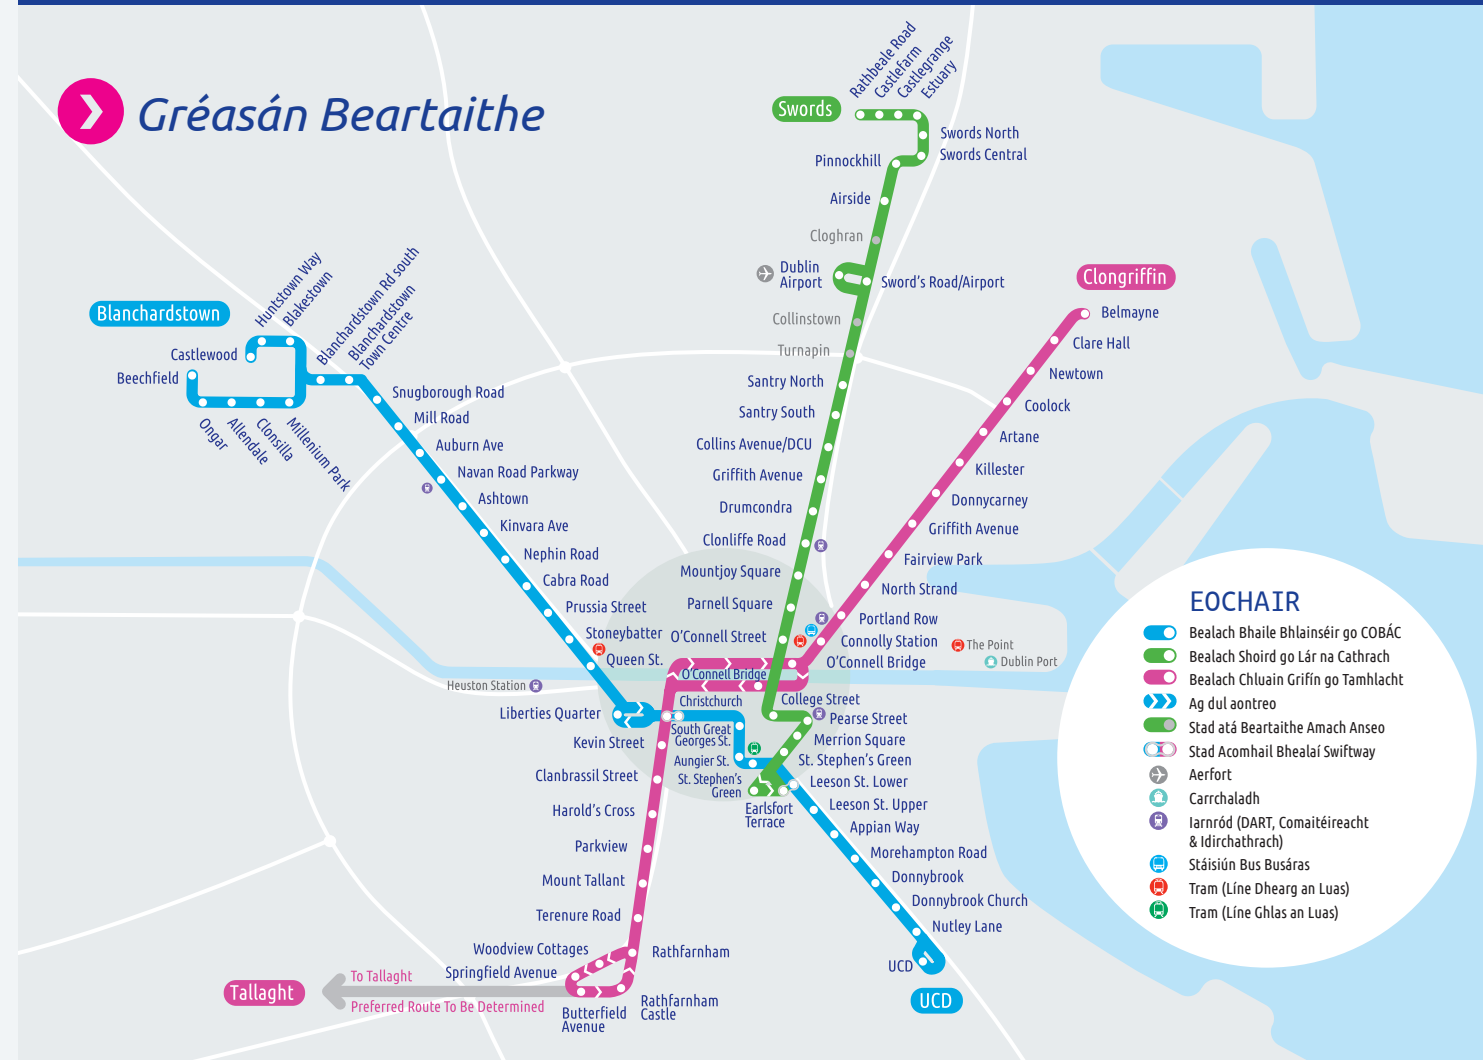 Gréasán Beartaithe
Swords
Rathbeale Road
Castlefarm
Castlegrange
Estuary
Swords North
Swords Central
Pinnockhill
Airside
Cloghran
Dublin
Airport
Sword's Road/Airport
Collinstown
Turnapin
Santry North
Santry South
Collins Avenue/DCU
Griffith Avenue
Drumcondra
Clonliffe Road
Mountjoy Square
Parnell Square
O'Connell Street
Clongriffin
Belmayne
Clare Hall
Newtown
Coolock
Artane
Killester
Donnycarney
Griffith Avenue
Fairview Park
North Strand
Portland Row
Connolly Station
O'Connell Bridge
The Point
Dublin Port
Blanchardstown
Huntstown Way
Blakestown
Blanchardstown Rd south
Blanchardstown
Town Centre
Castlewood
Beechfield
Ongar
Allendale
Clonsilla
Millenium Park
Snugborough Road
Mill Road
Auburn Ave
Navan Road Parkway
Ashtown
Kinvara Ave
Nephin Road
Cabra Road
Prussia Street
Stoneybatter
Queen St.
Heuston Station
Liberties Quarter
O'Connell Bridge
Christchurch
College Street
South Great
Georges St.
Pearse Street
Merrion Square
Aungier St.
St. Stephen's Green
St. Stephen's
Green
Leeson St. Lower
Earlsfort
Terrace
Leeson St. Upper
Appian Way
Morehampton Road
Donnybrook
Donnybrook Church
Nutley Lane
UCD
UCD
Kevin Street
Clanbrassil Street
Harold's Cross
Parkview
Mount Tallant
Terenure Road
Woodview Cottages
Rathfarnham
Springfield Avenue
Rathfarnham
Castle
Butterfield
Avenue
Tallaght
To Tallaght
Preferred Route To Be Determined
EOCHAIR
Bealach Bhaile Bhlainséir go COBÁC
Bealach Shoird go Lár na Cathrach
Bealach Chluain Grifín go Tamhlacht
Ag dul aontreo
Stad atá Beartaithe Amach Anseo
Stad Acomhail Bhealaí Swiftway
Aerfort
Carrchaladh
Iarnród (DART, Comaitéireacht
& Idirchathrach)
Stáisiún Bus Busáras
Tram (Líne Dhearg an Luas)
Tram (Líne Ghlas an Luas)